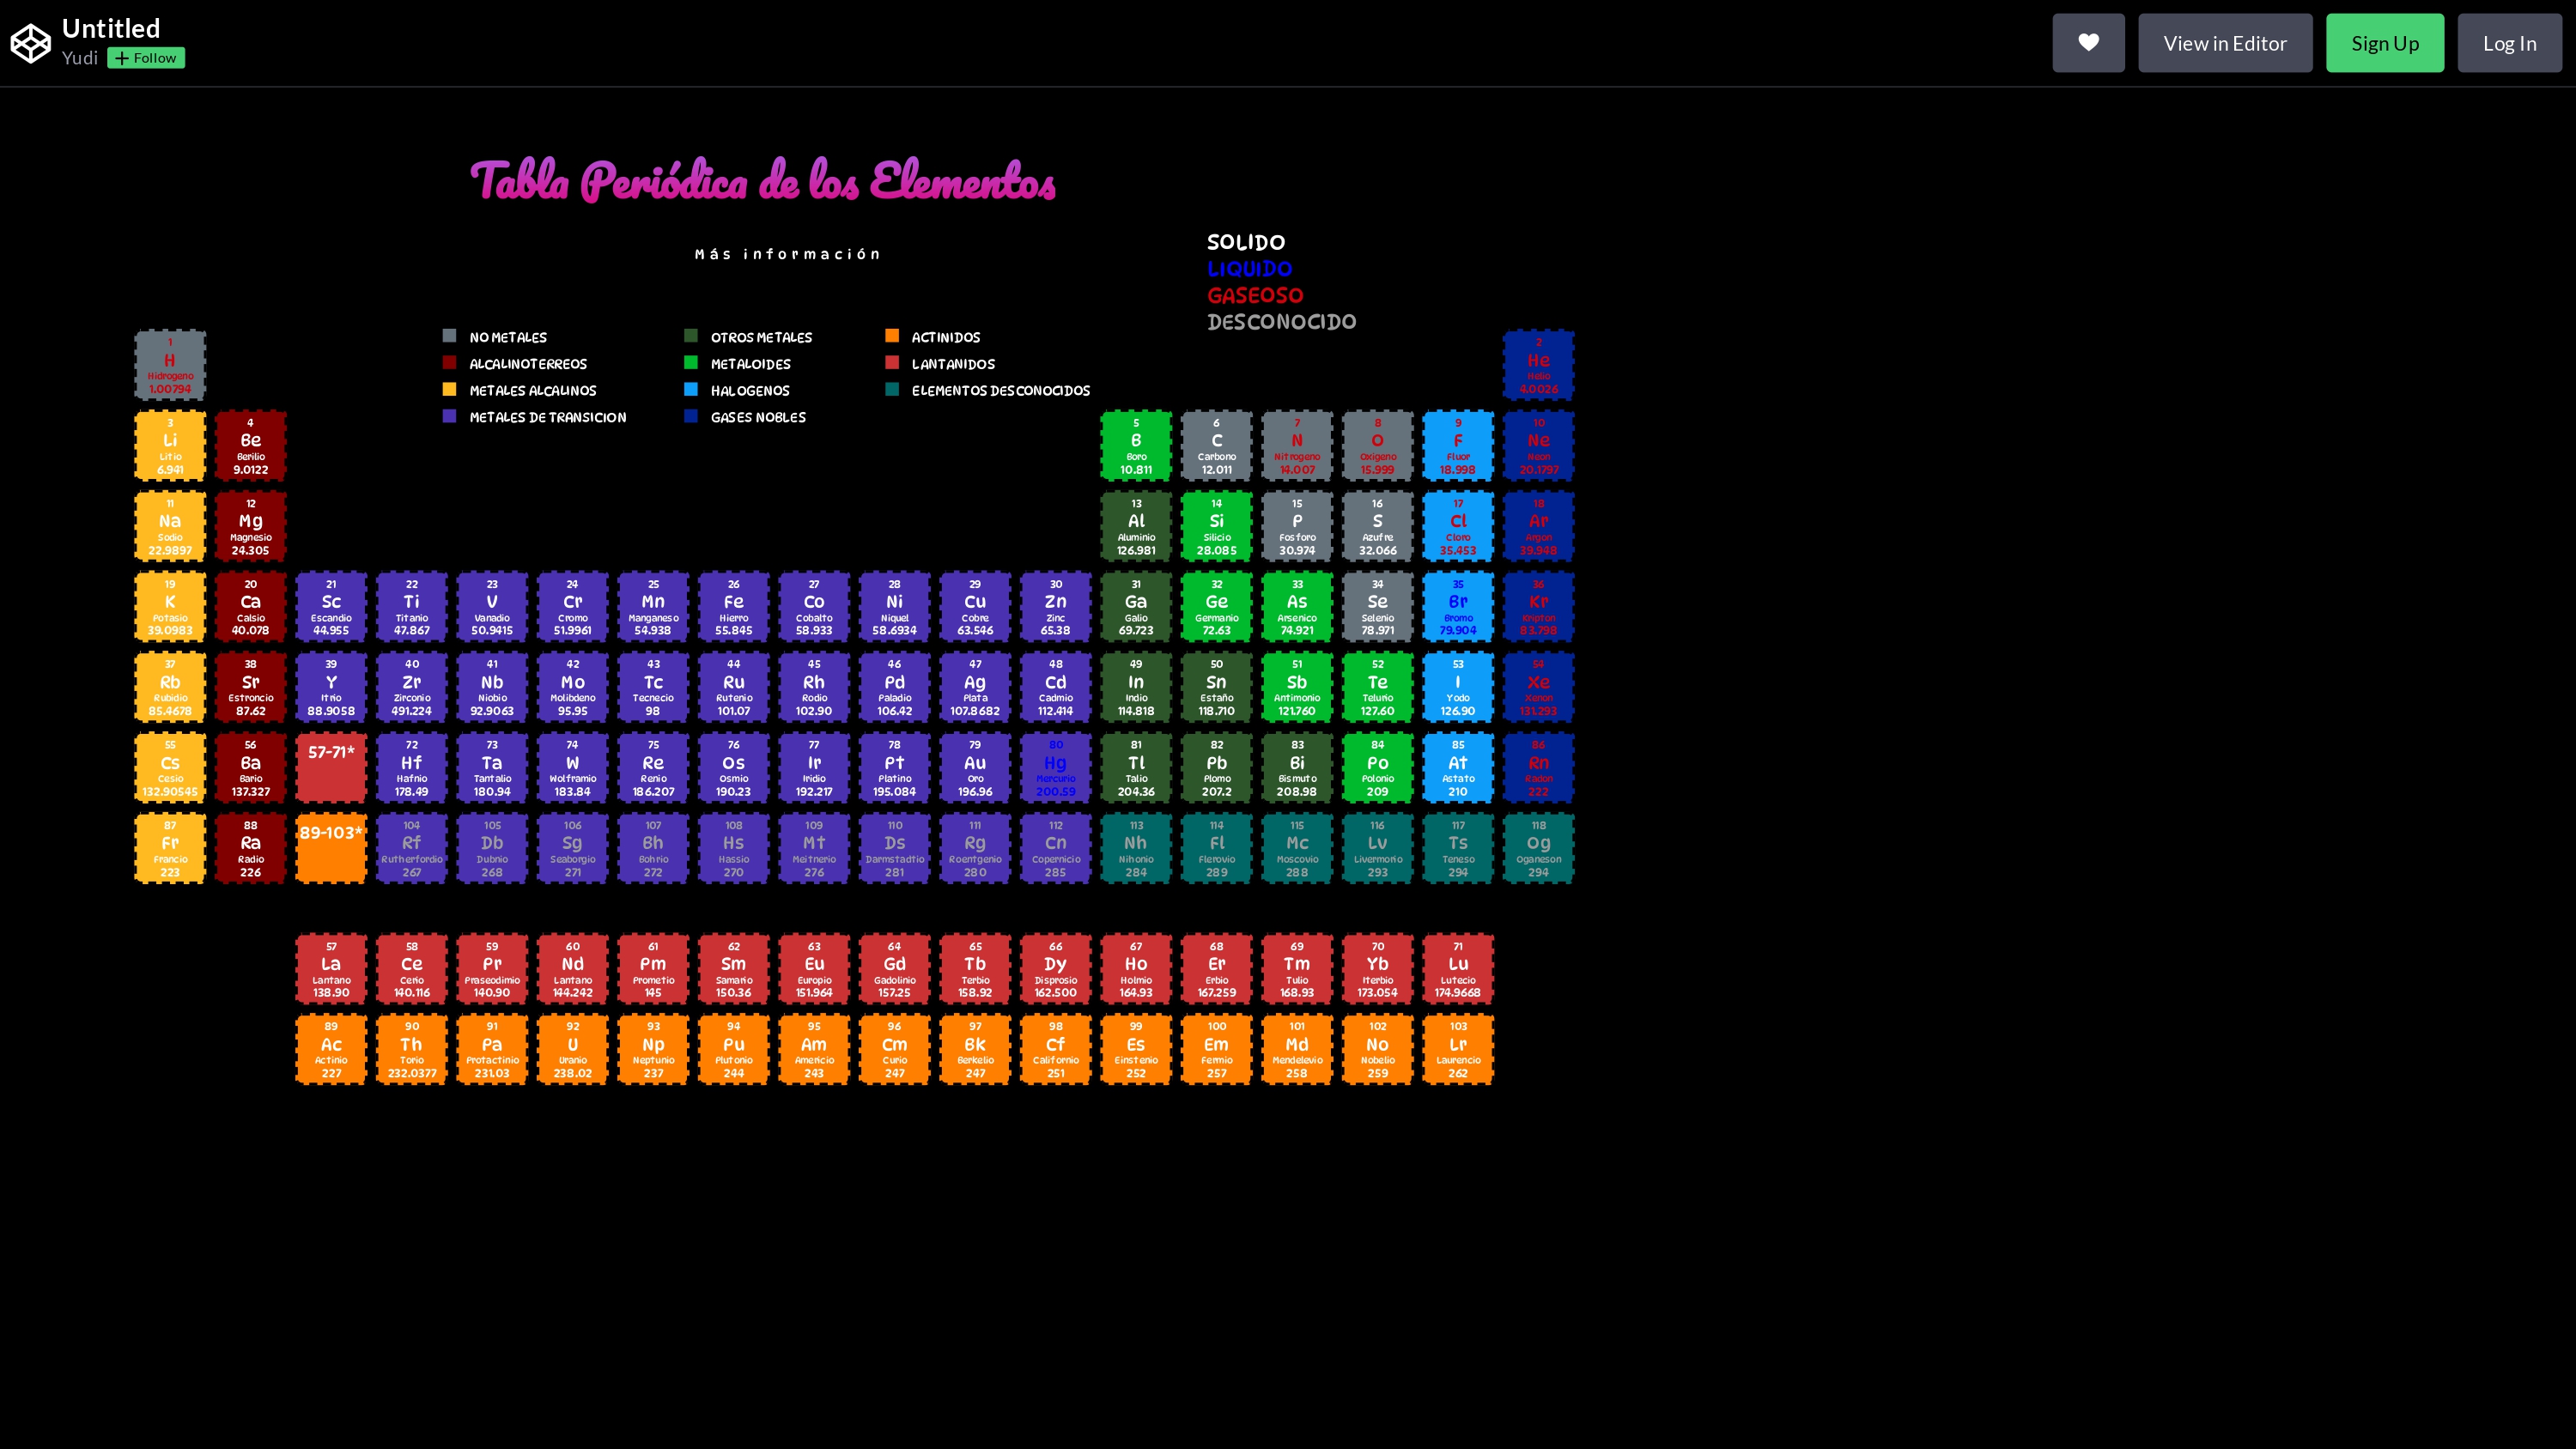 Untitled
Yudi
Follow
View in Editor
Sign Up
Log In
Tabla Periódica de los Elementos
Más información
SOLIDO
LIQUIDO
GASEOSO
DESCONOCIDO
NO METALES
ALCALINOTERREOS
METALES ALCALINOS
METALES DE TRANSICION
OTROS METALES
METALOIDES
HALOGENOS
GASES NOBLES
ACTINIDOS
LANTANIDOS
ELEMENTOS DESCONOCIDOS
1 H Hidrogeno 1.00794
2 He Helio 4.0026
3 Li Litio 6.941
4 Be Berilio 9.0122
5 B Boro 10.811
6 C Carbono 12.011
7 N Nitrogeno 14.007
8 O Oxigeno 15.999
9 F Fluor 18.998
10 Ne Neon 20.1797
11 Na Sodio 22.9897
12 Mg Magnesio 24.305
13 Al Aluminio 126.981
14 Si Silicio 28.085
15 P Fosforo 30.974
16 S Azufre 32.066
17 Cl Cloro 35.453
18 Ar Argon 39.948
19 K Potasio 39.0983
20 Ca Calsio 40.078
21 Sc Escandio 44.955
22 Ti Titanio 47.867
23 V Vanadio 50.9415
24 Cr Cromo 51.9961
25 Mn Manganeso 54.938
26 Fe Hierro 55.845
27 Co Cobalto 58.933
28 Ni Niquel 58.6934
29 Cu Cobre 63.546
30 Zn Zinc 65.38
31 Ga Galio 69.723
32 Ge Germanio 72.63
33 As Arsenico 74.921
34 Se Selenio 78.971
35 Br Bromo 79.904
36 Kr Kripton 83.798
37 Rb Rubidio 85.4678
38 Sr Estroncio 87.62
39 Y Itrio 88.9058
40 Zr Zirconio 491.224
41 Nb Niobio 92.9063
42 Mo Molibdeno 95.95
43 Tc Tecnecio 98
44 Ru Rutenio 101.07
45 Rh Rodio 102.90
46 Pd Paladio 106.42
47 Ag Plata 107.8682
48 Cd Cadmio 112.414
49 In Indio 114.818
50 Sn Estaño 118.710
51 Sb Antimonio 121.760
52 Te Telurio 127.60
53 I Yodo 126.90
54 Xe Xenon 131.293
55 Cs Cesio 132.90545
56 Ba Bario 137.327
57-71*
72 Hf Hafnio 178.49
73 Ta Tantalio 180.94
74 W Wolframio 183.84
75 Re Renio 186.207
76 Os Osmio 190.23
77 Ir Iridio 192.217
78 Pt Platino 195.084
79 Au Oro 196.96
80 Hg Mercurio 200.59
81 Tl Talio 204.36
82 Pb Plomo 207.2
83 Bi Bismuto 208.98
84 Po Polonio 209
85 At Astato 210
86 Rn Radon 222
87 Fr Francio 223
88 Ra Radio 226
89-103*
104 Rf Rutherfordio 267
105 Db Dubnio 268
106 Sg Seaborgio 271
107 Bh Bohrio 272
108 Hs Hassio 270
109 Mt Meitnerio 276
110 Ds Darmstadtio 281
111 Rg Roentgenio 280
112 Cn Copernicio 285
113 Nh Nihonio 284
114 Fl Flerovio 289
115 Mc Moscovio 288
116 Lv Livermorio 293
117 Ts Teneso 294
118 Og Oganeson 294
57 La Lantano 138.90
58 Ce Cerio 140.116
59 Pr Praseodimio 140.90
60 Nd Lantano 144.242
61 Pm Prometio 145
62 Sm Samario 150.36
63 Eu Europio 151.964
64 Gd Gadolinio 157.25
65 Tb Terbio 158.92
66 Dy Disprosio 162.500
67 Ho Holmio 164.93
68 Er Erbio 167.259
69 Tm Tulio 168.93
70 Yb Iterbio 173.054
71 Lu Lutecio 174.9668
89 Ac Actinio 227
90 Th Torio 232.0377
91 Pa Protactinio 231.03
92 U Uranio 238.02
93 Np Neptunio 237
94 Pu Plutonio 244
95 Am Americio 243
96 Cm Curio 247
97 Bk Berkelio 247
98 Cf Californio 251
99 Es Einstenio 252
100 Em Fermio 257
101 Md Mendelevio 258
102 No Nobelio 259
103 Lr Laurencio 262